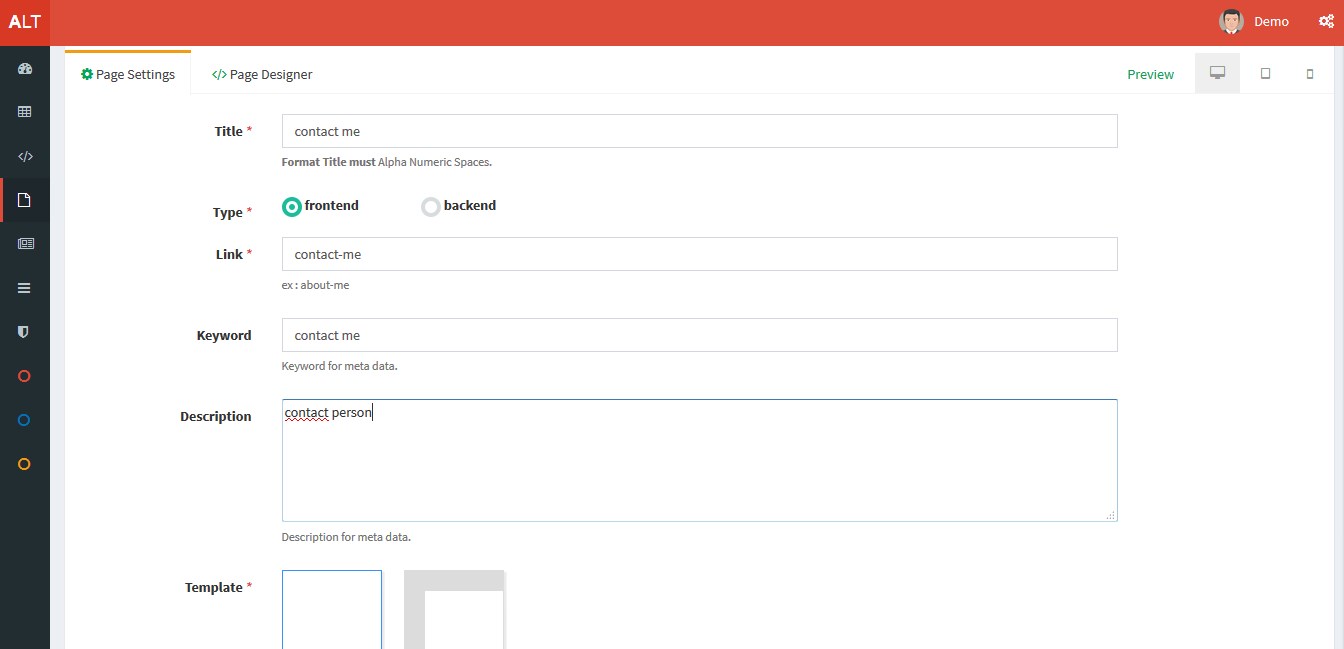 ALT
Demo
Page Settings
</> Page Designer
Preview
</>
Title *
contact me
Format Title must Alpha Numeric Spaces.
Type *
frontend
backend
Link *
contact-me
ex : about-me
Keyword
contact me
Keyword for meta data.
Description
contact person
Description for meta data.
Template *